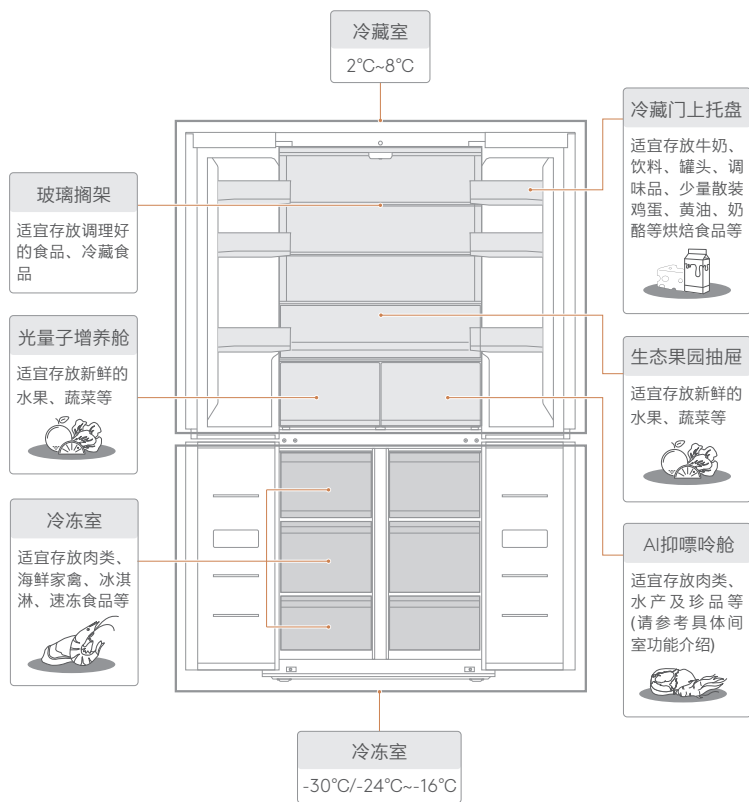 冷藏室
2°C~8°C
冷藏门上托盘
适宜存放牛奶、
饮料、罐头、调
味品、少量散装
鸡蛋、黄油、奶
酪等烘焙食品等
玻璃搁架
适宜存放调理好
的食品、冷藏食
品
光量子增养舱
适宜存放新鲜的
水果、蔬菜等
生态果园抽屉
适宜存放新鲜的
水果、蔬菜等
冷冻室
适宜存放肉类、
海鲜家禽、冰淇
淋、速冻食品等
AI抑嘌呤舱
适宜存放肉类、
水产及珍品等
(请参考具体间
室功能介绍)
冷冻室
-30°C/-24°C~-16°C